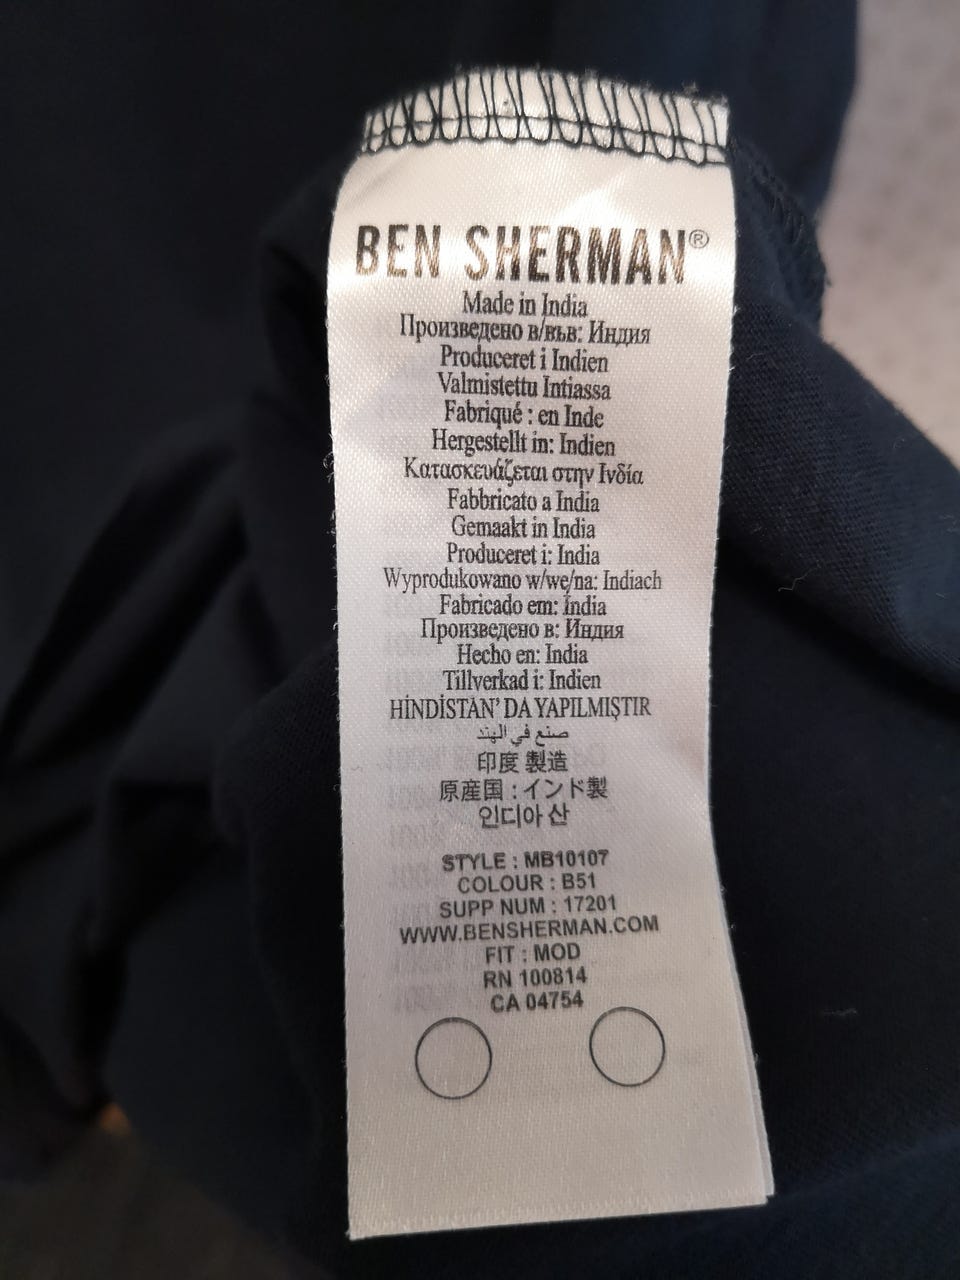 BEN SHERMAN®
Made in India
Произведено в/във: Индия
Produceret i Indien
Valmistettu Intiassa
Fabriqué : en Inde
Hergestellt in: Indien
Κατασκευάζεται στην Ινδία
Fabbricato a India
Gemaakt in India
Produceret i: India
Wyprodukowano w/we/na: Indiach
Fabricado em: India
Произведено в: Индия
Hecho en: India
Tillverkad i: Indien
HİNDİSTAN' DA YAPILMIŞTIR
صنع في الهند
印度 製造
原産国 : インド製
인디아 산
STYLE : MB10107
COLOUR : B51
SUPP NUM : 17201
WWW.BENSHERMAN.COM
FIT : MOD
RN 100814
CA 04754